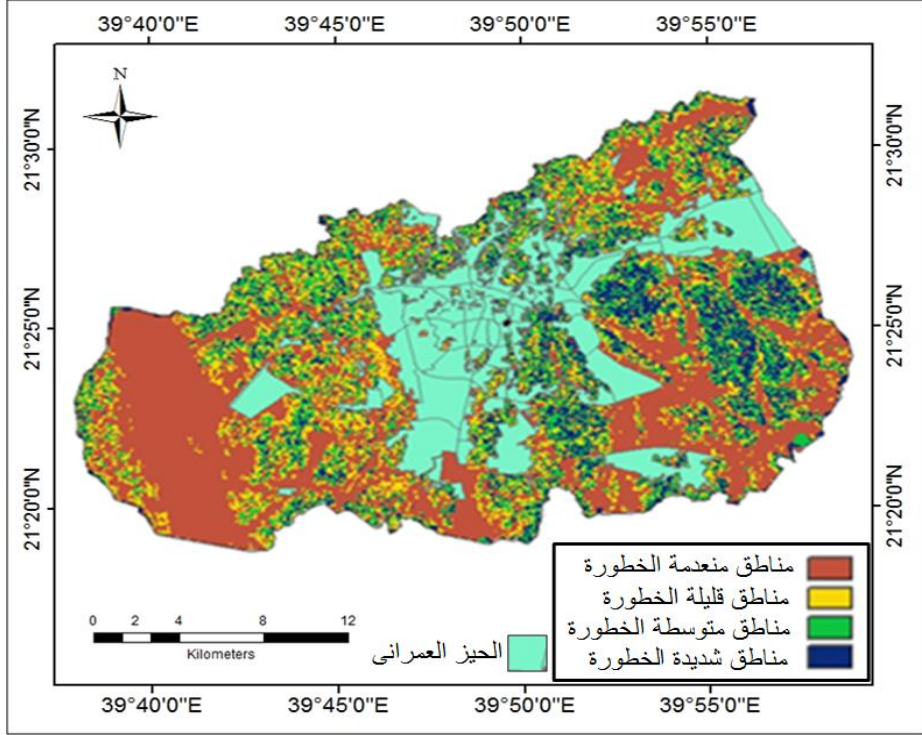 39°40'0"E 39°45'0"E 39°50'0"E 39°55'0"E
N
21°30'0"N 21°30'0"N
21°25'0"N 21°25'0"N
21°20'0"N 21°20'0"N
مناطق منعدمة الخطورة
مناطق قليلة الخطورة
مناطق متوسطة الخطورة
مناطق شديدة الخطورة
الحيز العمرانى
0 2 4 8 12
Kilometers
39°40'0"E 39°45'0"E 39°50'0"E 39°55'0"E